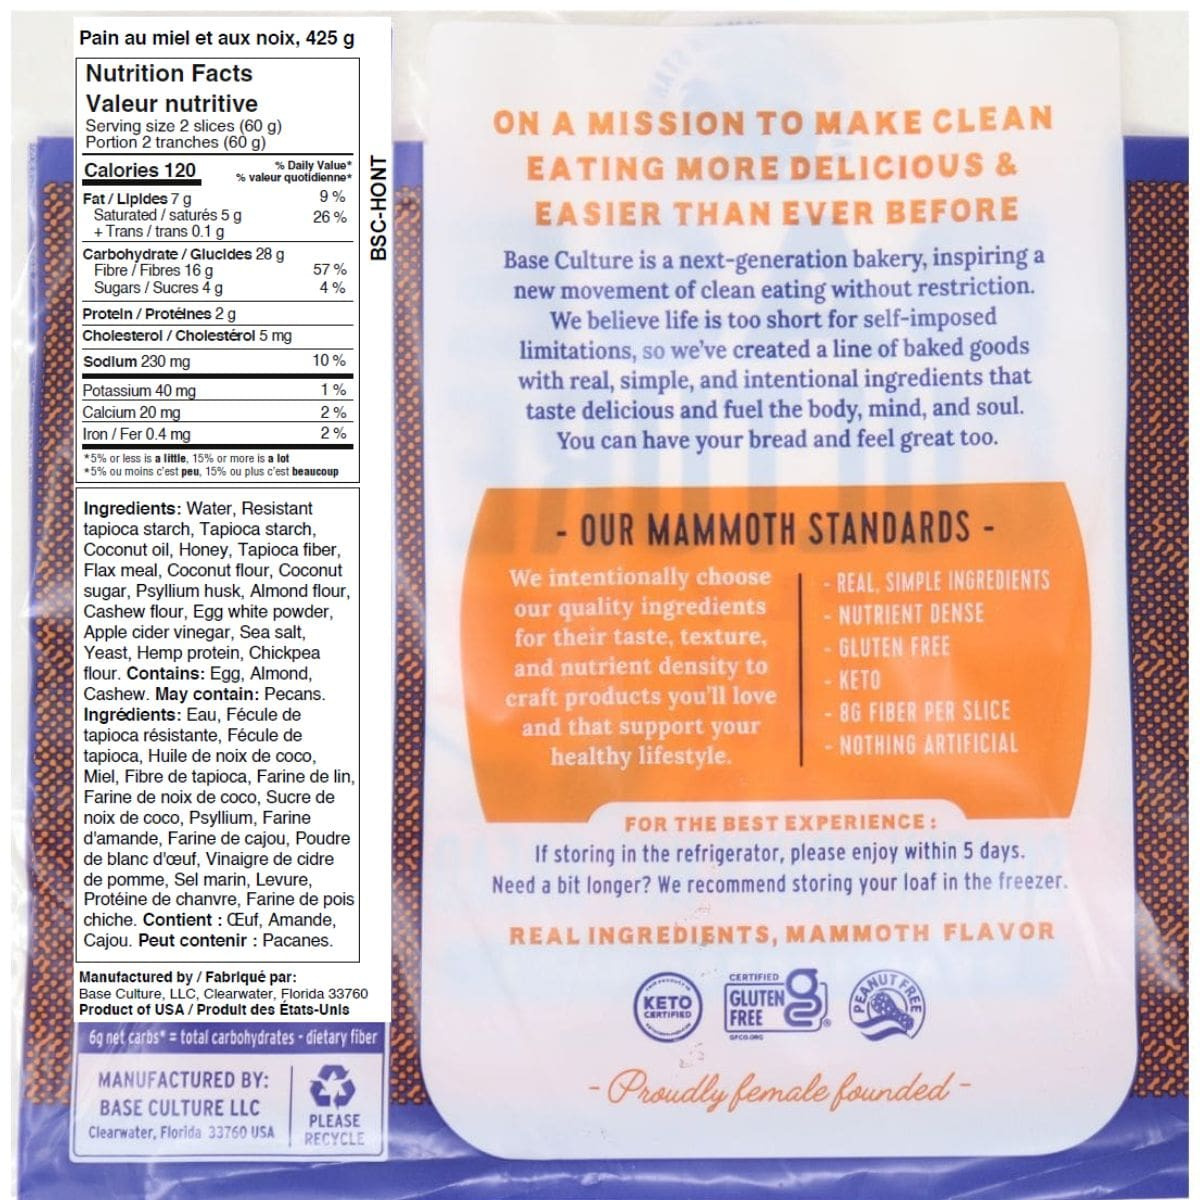 Pain au miel et aux noix, 425 g
Nutrition Facts
Valeur nutritive
Serving size 2 slices (60 g)
Portion 2 tranches (60 g)
Calories 120
% Daily Value*
% valeur quotidienne*
Fat / Lipides 7 g 9 %
Saturated / saturés 5 g 26 %
+ Trans / trans 0.1 g
Carbohydrate / Glucides 28 g
Fibre / Fibres 16 g 57 %
Sugars / Sucres 4 g 4 %
Protein / Protéines 2 g
Cholesterol / Cholestérol 5 mg
Sodium 230 mg 10 %
Potassium 40 mg 1 %
Calcium 20 mg 2 %
Iron / Fer 0.4 mg 2 %
*5% or less is a little, 15% or more is a lot
*5% ou moins c'est peu, 15% ou plus c'est beaucoup
BSC-HONT
Ingredients: Water, Resistant
tapioca starch, Tapioca starch,
Coconut oil, Honey, Tapioca fiber,
Flax meal, Coconut flour, Coconut
sugar, Psyllium husk, Almond flour,
Cashew flour, Egg white powder,
Apple cider vinegar, Sea salt,
Yeast, Hemp protein, Chickpea
flour. Contains: Egg, Almond,
Cashew. May contain: Pecans.
Ingrédients: Eau, Fécule de
tapioca résistante, Fécule de
tapioca, Huile de noix de coco,
Miel, Fibre de tapioca, Farine de lin,
Farine de noix de coco, Sucre de
noix de coco, Psyllium, Farine
d'amande, Farine de cajou, Poudre
de blanc d'œuf, Vinaigre de cidre
de pomme, Sel marin, Levure,
Protéine de chanvre, Farine de pois
chiche. Contient : Œuf, Amande,
Cajou. Peut contenir : Pacanes.
Manufactured by / Fabriqué par:
Base Culture, LLC, Clearwater, Florida 33760
Product of USA / Produit des États-Unis
6g net carbs* = total carbohydrates - dietary fiber
MANUFACTURED BY:
BASE CULTURE LLC
Clearwater, Florida 33760 USA
PLEASE
RECYCLE
ON A MISSION TO MAKE CLEAN
EATING MORE DELICIOUS &
EASIER THAN EVER BEFORE
Base Culture is a next-generation bakery, inspiring a
new movement of clean eating without restriction.
We believe life is too short for self-imposed
limitations, so we've created a line of baked goods
with real, simple, and intentional ingredients that
taste delicious and fuel the body, mind, and soul.
You can have your bread and feel great too.
- OUR MAMMOTH STANDARDS -
We intentionally choose
our quality ingredients
for their taste, texture,
and nutrient density to
craft products you'll love
and that support your
healthy lifestyle.
- REAL, SIMPLE INGREDIENTS
- NUTRIENT DENSE
- GLUTEN FREE
- KETO
- 8G FIBER PER SLICE
- NOTHING ARTIFICIAL
FOR THE BEST EXPERIENCE:
If storing in the refrigerator, please enjoy within 5 days.
Need a bit longer? We recommend storing your loaf in the freezer.
REAL INGREDIENTS, MAMMOTH FLAVOR
KETO
CERTIFIED
CERTIFIED
GLUTEN
FREE
GFCO.ORG
PEANUT FREE
- Proudly female founded -